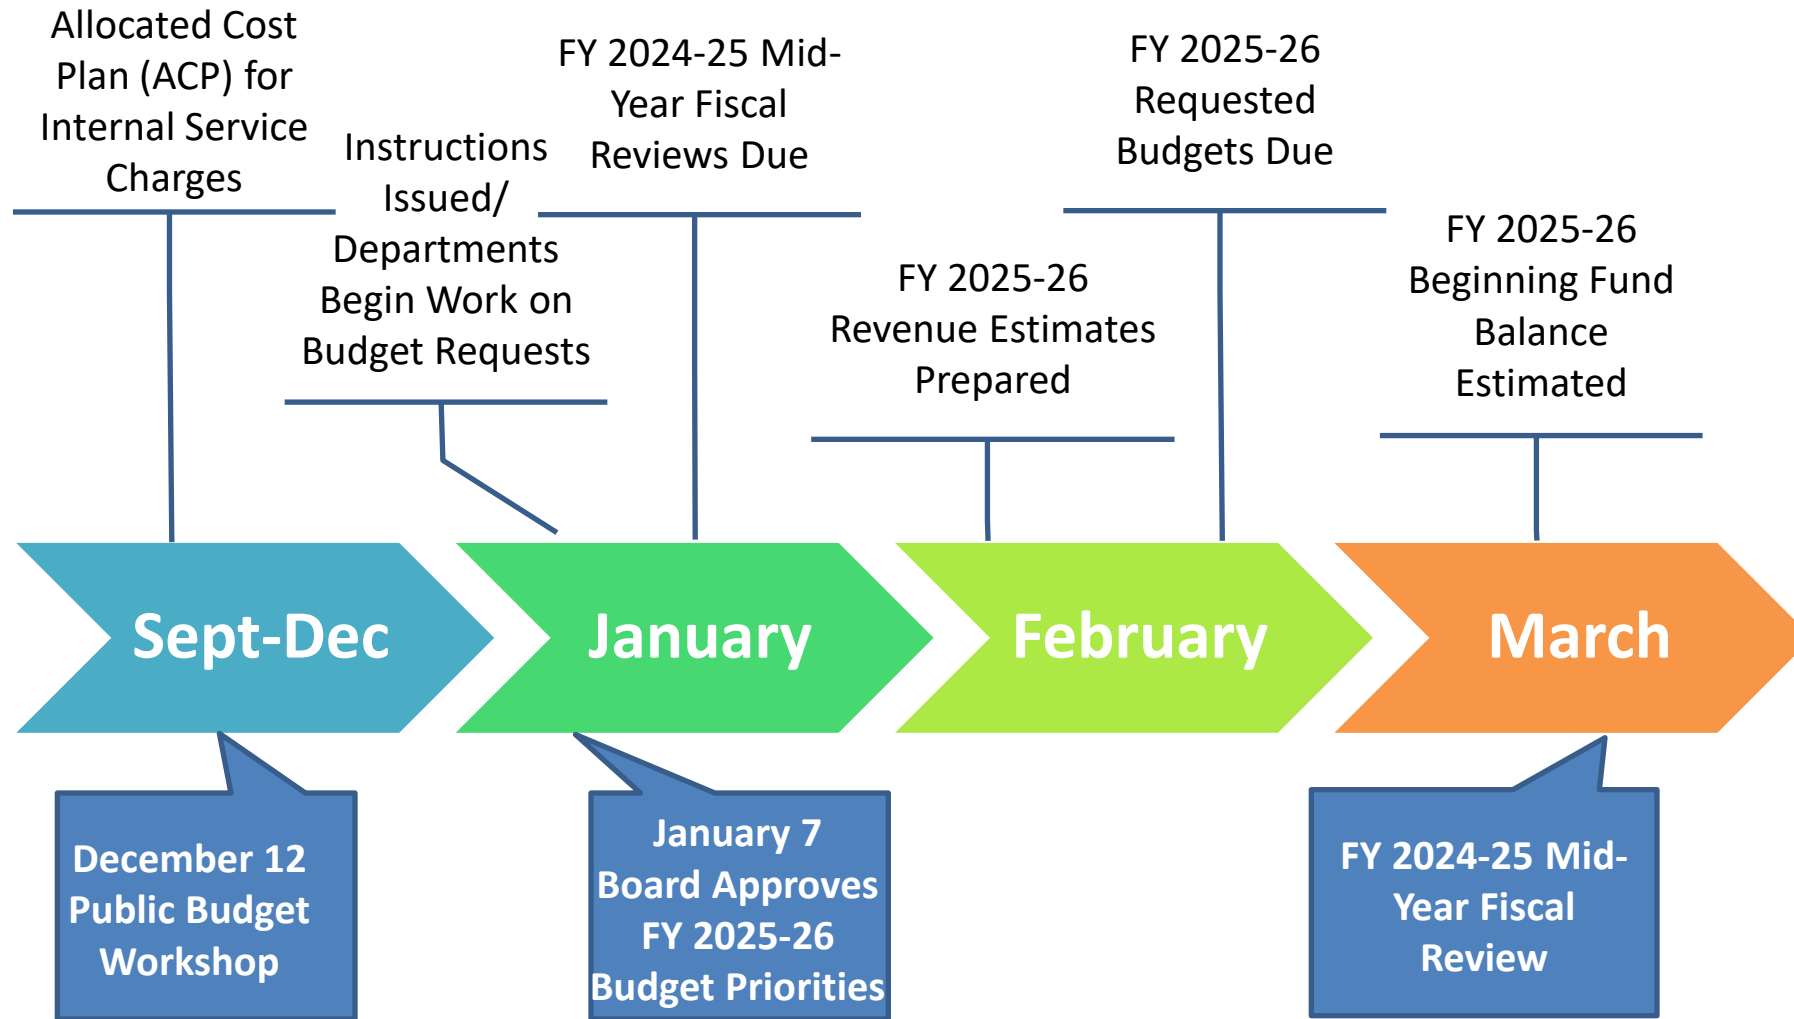 Allocated Cost
Plan (ACP) for
Internal Service
Charges
Instructions
Issued/
Departments
Begin Work on
Budget Requests
FY 2024-25 Mid-
Year Fiscal
Reviews Due
FY 2025-26
Revenue Estimates
Prepared
FY 2025-26
Requested
Budgets Due
FY 2025-26
Beginning Fund
Balance
Estimated
Sept-Dec
January
February
March
December 12
Public Budget
Workshop
January 7
Board Approves
FY 2025-26
Budget Priorities
FY 2024-25 Mid-
Year Fiscal
Review